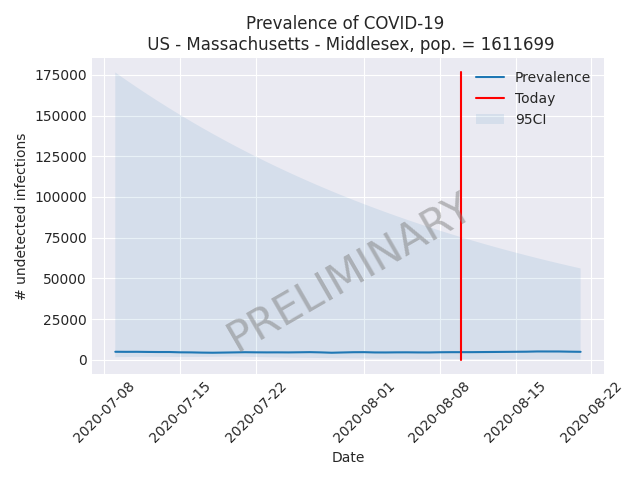 Prevalence of COVID-19
US - Massachusetts - Middlesex, pop. = 1611699
175000
150000
125000
100000
75000
50000
25000
0
# undetected infections
Prevalence
Today
95CI
PRELIMINARY
2020-07-08
2020-07-15
2020-07-22
2020-08-01
2020-08-08
2020-08-15
2020-08-22
Date